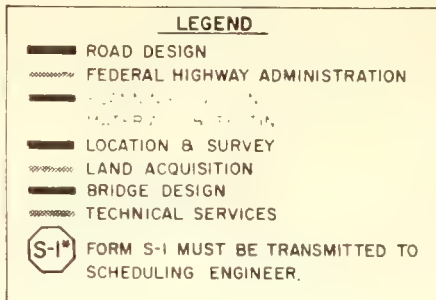 LEGEND
ROAD DESIGN
FEDERAL HIGHWAY ADMINISTRATION
LOCATION & SURVEY
LAND ACQUISITION
BRIDGE DESIGN
TECHNICAL SERVICES
S-1* FORM S-1 MUST BE TRANSMITTED TO
SCHEDULING ENGINEER.